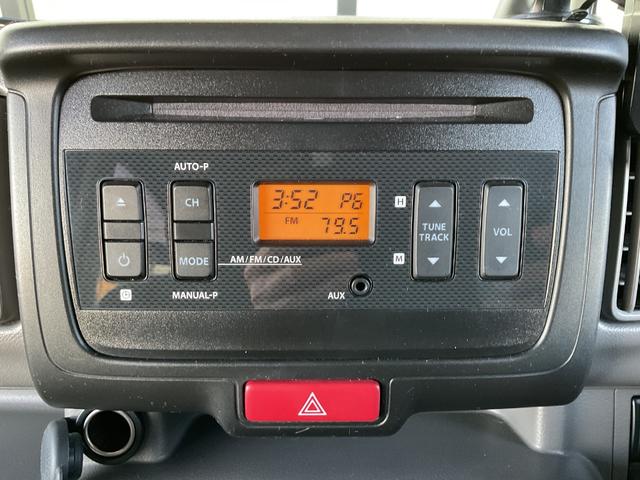 AUTO-P
CH
MODE
MANUAL-P
3:52 P6
FM 79.5
AM/FM/CD/AUX
AUX
H
M
TUNE
TRACK
VOL